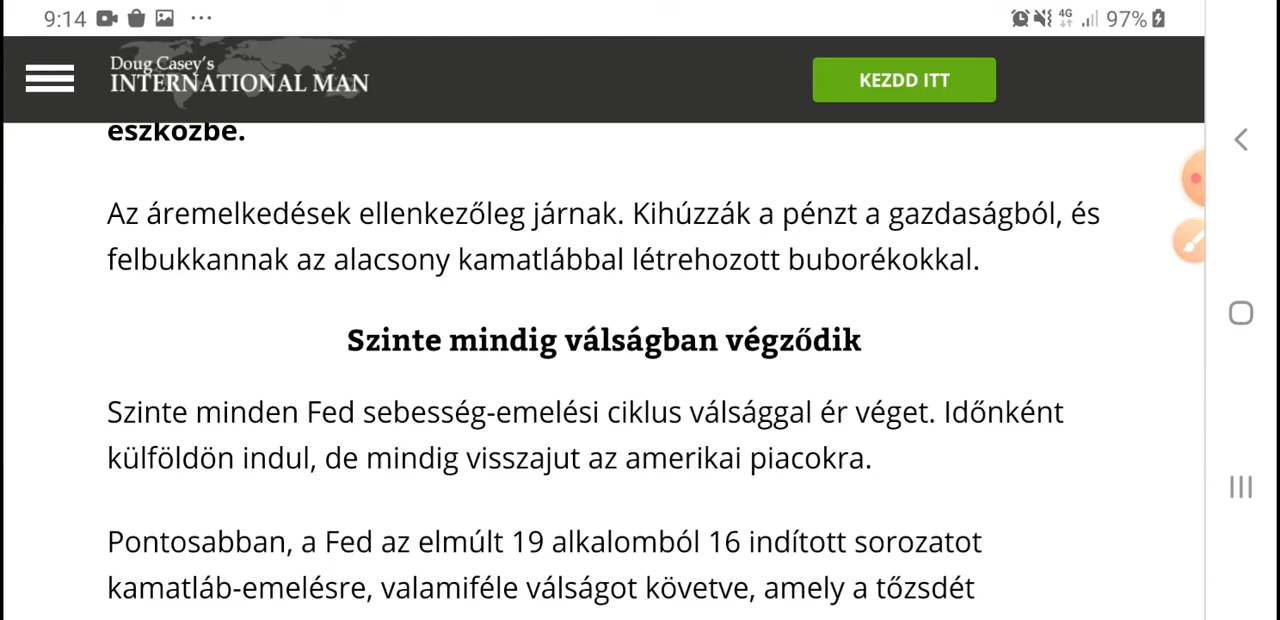 9:14
4G
97%
Doug Casey's
INTERNATIONAL MAN
KEZDD ITT
eszközbe.
Az áremelkedések ellenkezőleg járnak. Kihúzzák a pénzt a gazdaságból, és
felbukkannak az alacsony kamatlábbal létrehozott buborékokkal.
Szinte mindig válságban végződik
Szinte minden Fed sebesség-emelési ciklus válsággal ér véget. Időnként
külföldön indul, de mindig visszajut az amerikai piacokra.
Pontosabban, a Fed az elmúlt 19 alkalomból 16 indított sorozatot
kamatláb-emelésre, valamiféle válságot követve, amely a tőzsdét